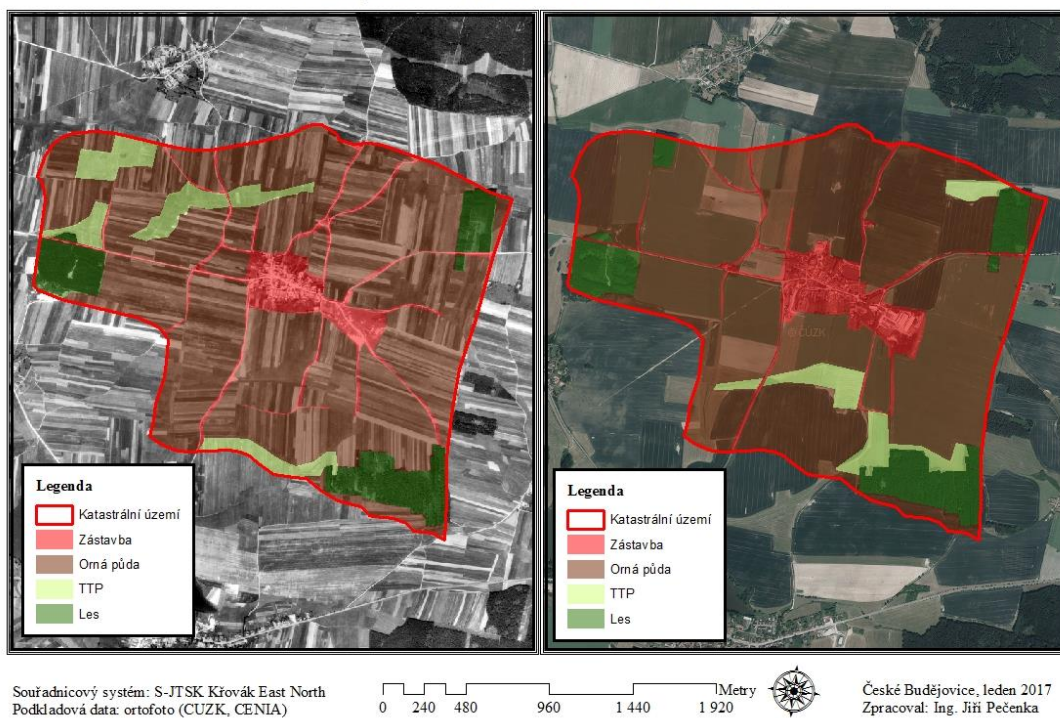 Legenda
Katastrální území
Zástavba
Orná půda
TTP
Les
© CUZK
Legenda
Katastrální území
Zástavba
Orná půda
TTP
Les
Souřadnicový systém: S-JTSK Křovák East North
Podkladová data: ortofoto (CUZK, CENIA)
Metry
0 240 480 960 1 440 1 920
České Budějovice, leden 2017
Zpracoval: Ing. Jiří Pečenka